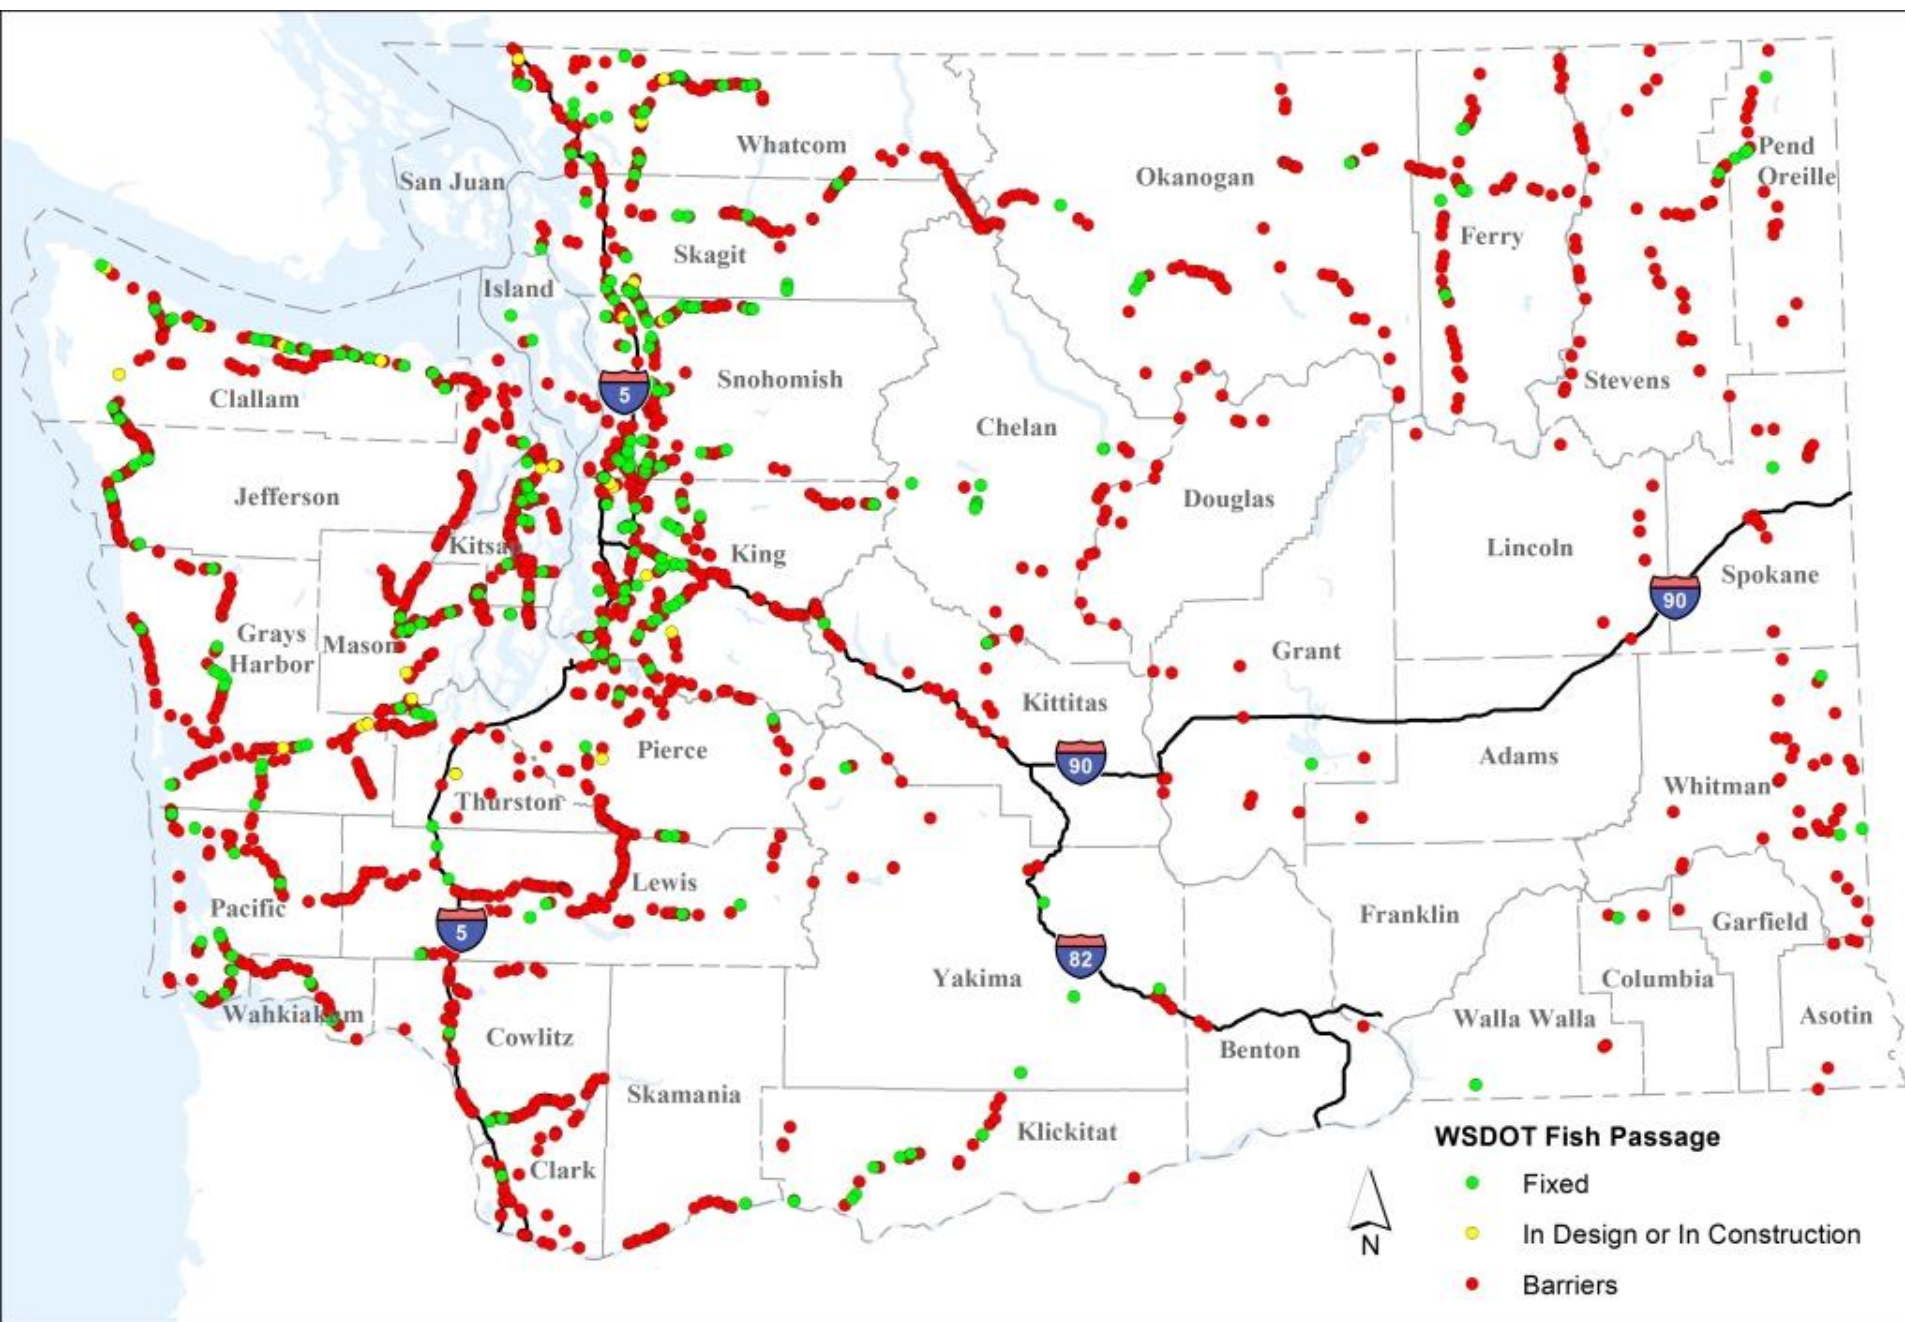 Whatcom
Pend
Oreille
San Juan
Okanogan
Ferry
Skagit
Island
Snohomish
Stevens
5
Clallam
Chelan
Jefferson
Douglas
Kitsap
King
Lincoln
Spokane
90
Grays
Harbor
Mason
Grant
Kittitas
Pierce
90
Adams
Whitman
Thurston
Lewis
Pacific
Franklin
Garfield
5
82
Yakima
Columbia
Wahkiakum
Walla Walla
Asotin
Cowlitz
Benton
Skamania
Klickitat
Clark
WSDOT Fish Passage
Fixed
In Design or In Construction
Barriers
N